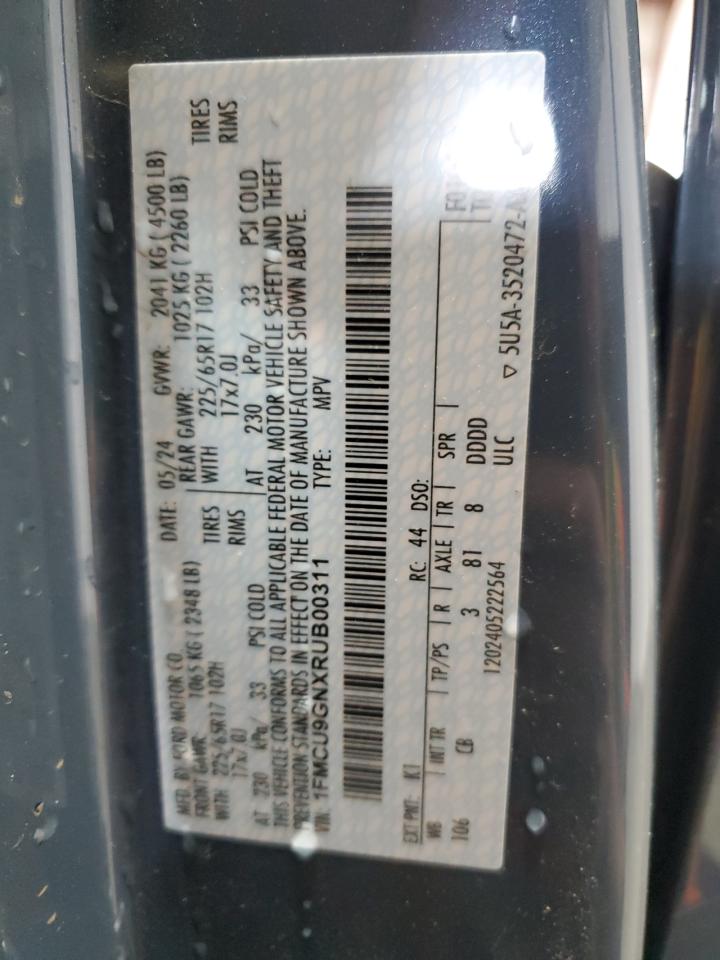 MFD. BY FORD MOTOR CO. DATE: 05/24 GVWR: 2041 KG ( 4500 LB)
FRONT GAWR: 1065 KG ( 2348 LB) REAR GAWR: 1025 KG ( 2260 LB)
WITH 225/65R17 102H TIRES WITH 225/65R17 102H TIRES
17x7.0J RIMS 17x7.0J RIMS
AT 230 kPa/ 33 PSI COLD AT 230 kPa/ 33 PSI COLD
THIS VEHICLE CONFORMS TO ALL APPLICABLE FEDERAL MOTOR VEHICLE SAFETY AND THEFT
PREVENTION STANDARDS IN EFFECT ON THE DATE OF MANUFACTURE SHOWN ABOVE.
VIN: 1FMCU9GNXRUB00311 TYPE: MPV
EXT PNT: K1 RC: 44 DSO:
WB INT TR TP/PS R AXLE TR SPR
106 CB 3 81 8 DDDD
ULC
1202405222564 5U5A-3520472-